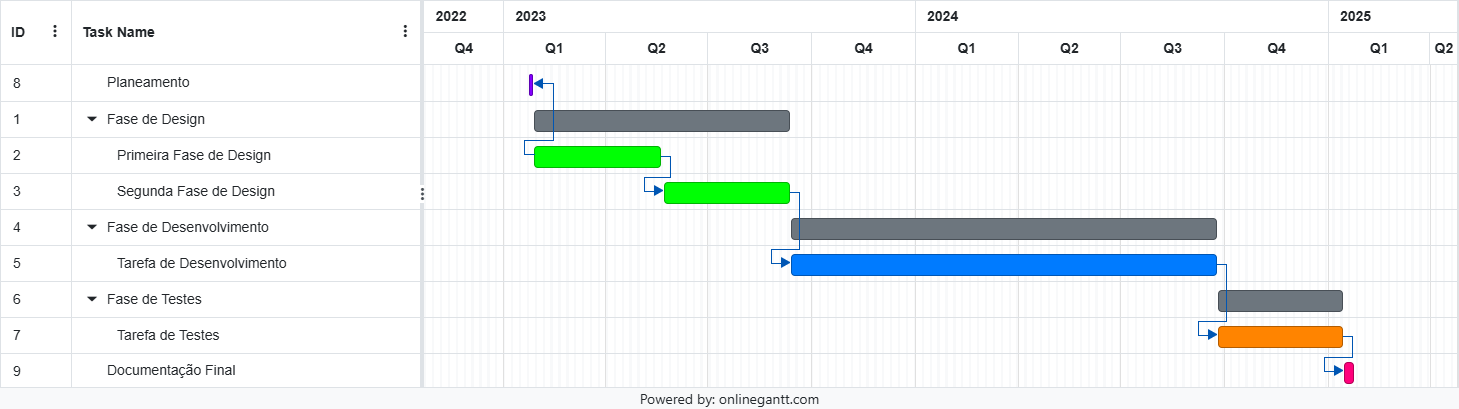 ID Task Name 2022 2023 2024 2025
Q4 Q1 Q2 Q3 Q4 Q1 Q2 Q3 Q4 Q1 Q2
8 Planeamento
1 Fase de Design
2 Primeira Fase de Design
3 Segunda Fase de Design
4 Fase de Desenvolvimento
5 Tarefa de Desenvolvimento
6 Fase de Testes
7 Tarefa de Testes
9 Documentação Final
Powered by: onlinegantt.com